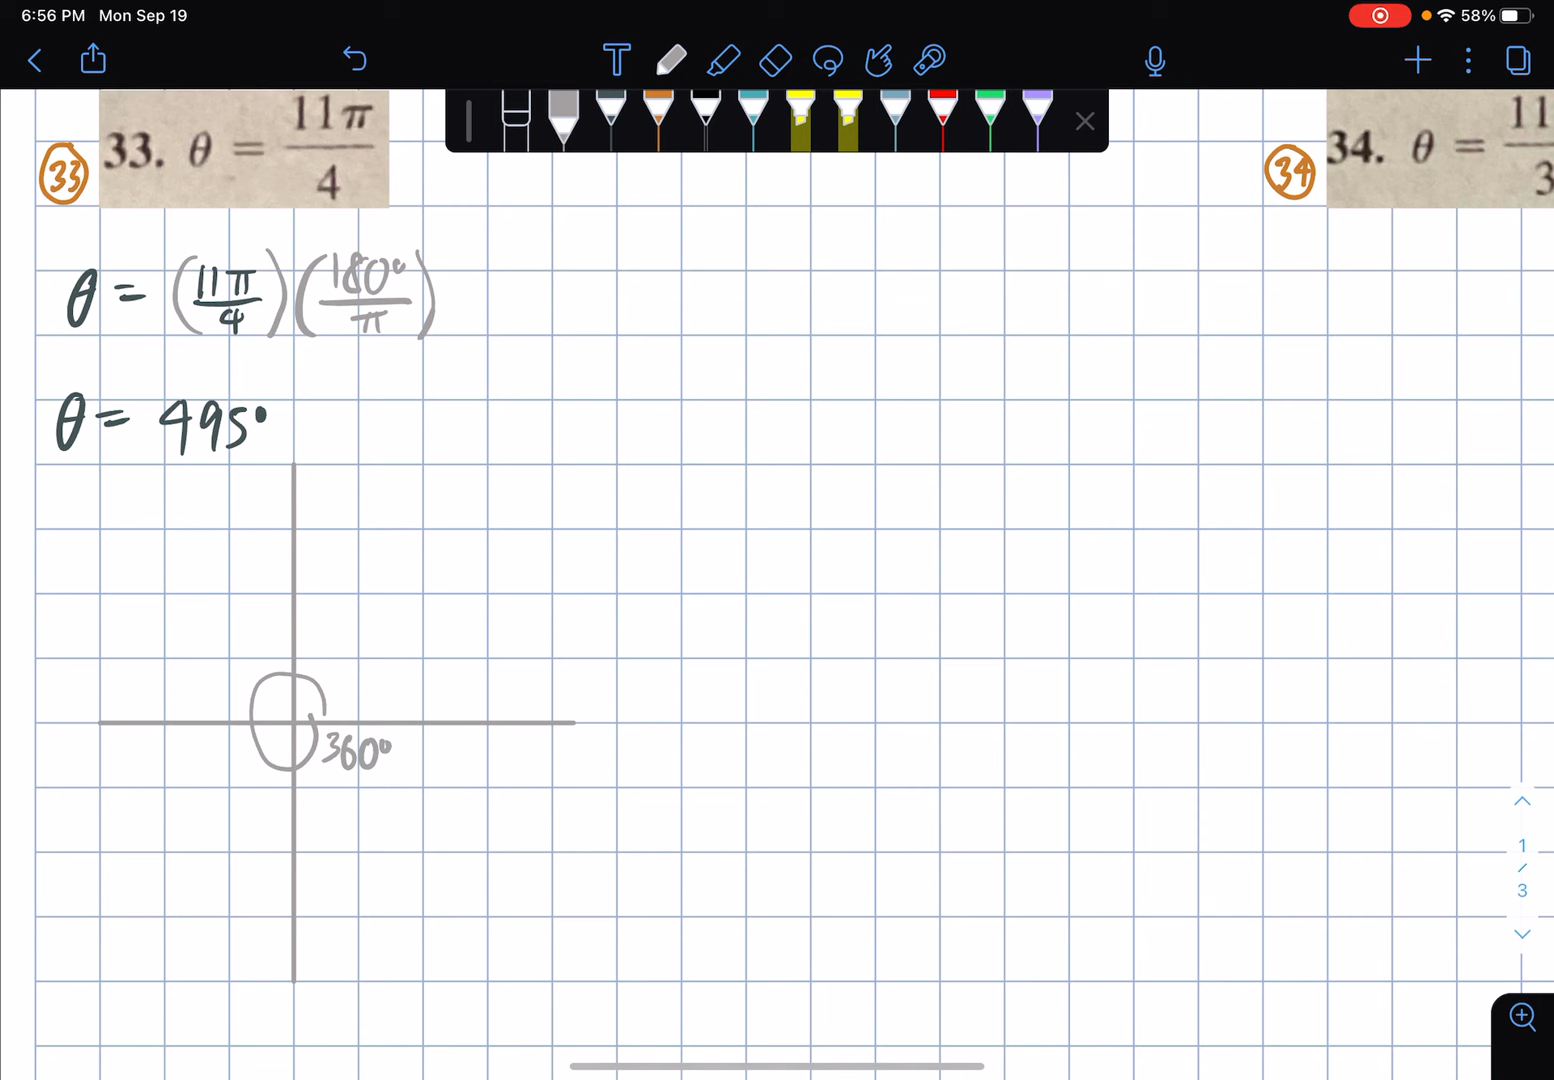 6:56 PM Mon Sep 19
58%
T
33 33. θ = 11π/4
34 34. θ = 11/3
θ = (11π/4)(180°/π)
θ = 495°
360°
1
/
3